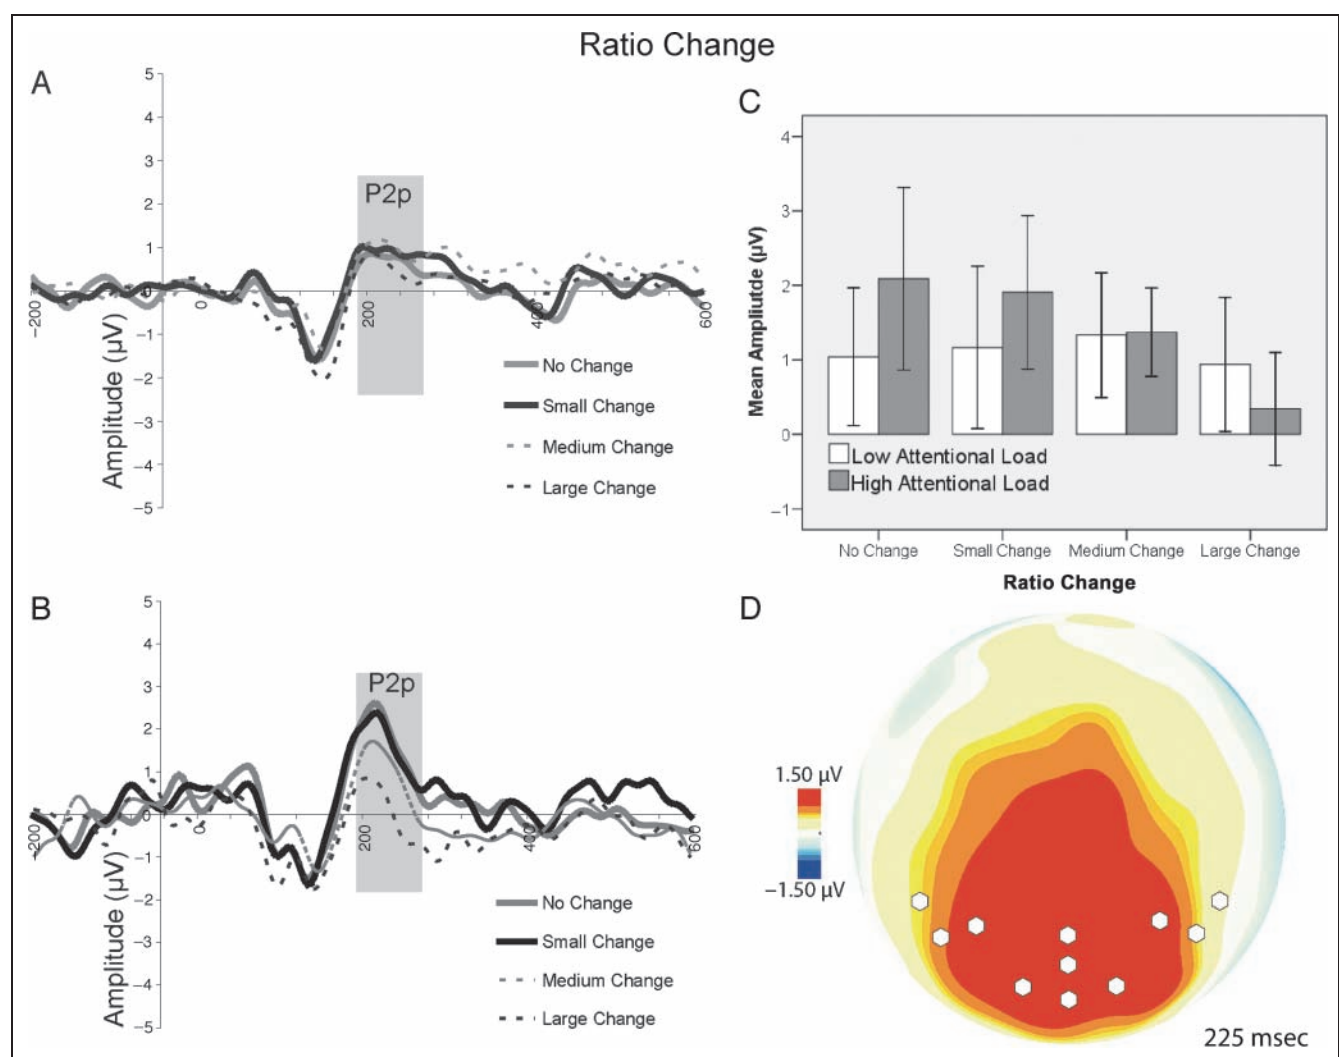 Ratio Change
A
5
4
3
2
1
0
−1
−2
−3
−4
−5
Amplitude (μV)
−200
0
200
400
600
P2p
No Change
Small Change
Medium Change
Large Change
C
4
3
2
1
0
−1
Mean Ampliutde (μV)
Low Attentional Load
High Attentional Load
No Change
Small Change
Medium Change
Large Change
Ratio Change
B
5
4
3
2
1
0
−1
−2
−3
−4
−5
Amplitude (μV)
−200
0
200
400
600
P2p
No Change
Small Change
Medium Change
Large Change
D
1.50 μV
−1.50 μV
225 msec